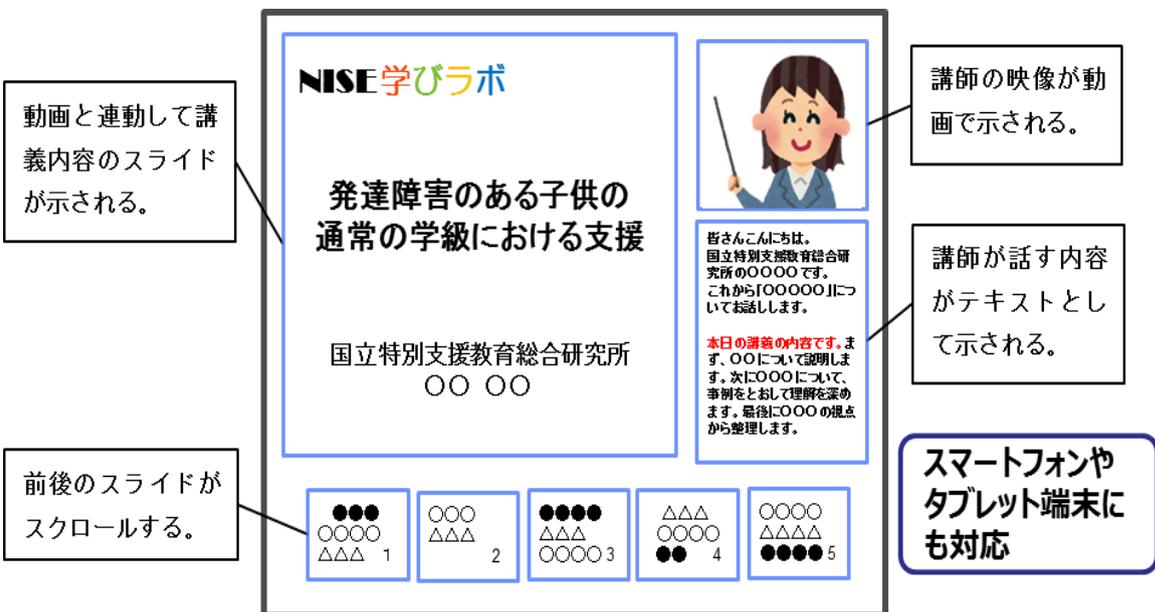 動画と連動して講
義内容のスライド
が示される。
NISE学びラボ
発達障害のある子供の
通常の学級における支援
国立特別支援教育総合研究所
○○ ○○
講師の映像が動
画で示される。
皆さんこんにちは。
国立特別支援教育総合研
究所の○○○○です。
これから「○○○○○」につ
いてお話しします。
本日の講義の内容です。ま
ず、○○について説明しま
す。次に○○○について、
事例をとおして理解を深め
ます。最後に○○○の視点
から整理します。
講師が話す内容
がテキストとし
て示される。
前後のスライドが
スクロールする。
●●●
○○○○
△△△ 1
○○○
△△△
2
●●●●
△△△
○○○○ 3
△△△
○○○○
●● 4
○○○○
△△△△
●●●● 5
スマートフォンや
タブレット端末に
も対応